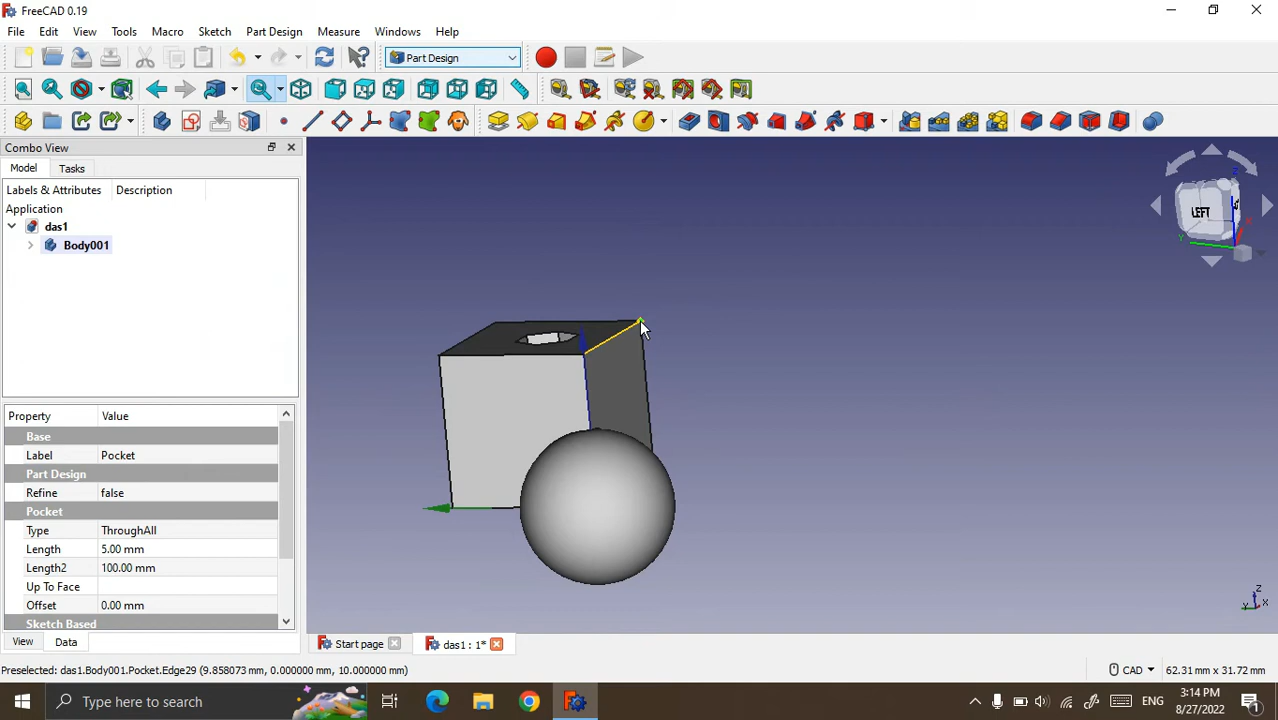 FreeCAD 0.19
File Edit View Tools Macro Sketch Part Design Measure Windows Help
Part Design
Combo View
Model Tasks
Labels & Attributes Description
Application
das1
Body001
LEFT
Z
Y
X
Property Value
Base
Label Pocket
Part Design
Refine false
Pocket
Type ThroughAll
Length 5.00 mm
Length2 100.00 mm
Up To Face
Offset 0.00 mm
Sketch Based
View Data
Z
Y X
Start page das1 : 1*
Preselected: das1.Body001.Pocket.Edge29 (9.858073 mm, 0.000000 mm, 10.000000 mm)
CAD 62.31 mm x 31.72 mm
Type here to search
ENG
3:14 PM
8/27/2022
1